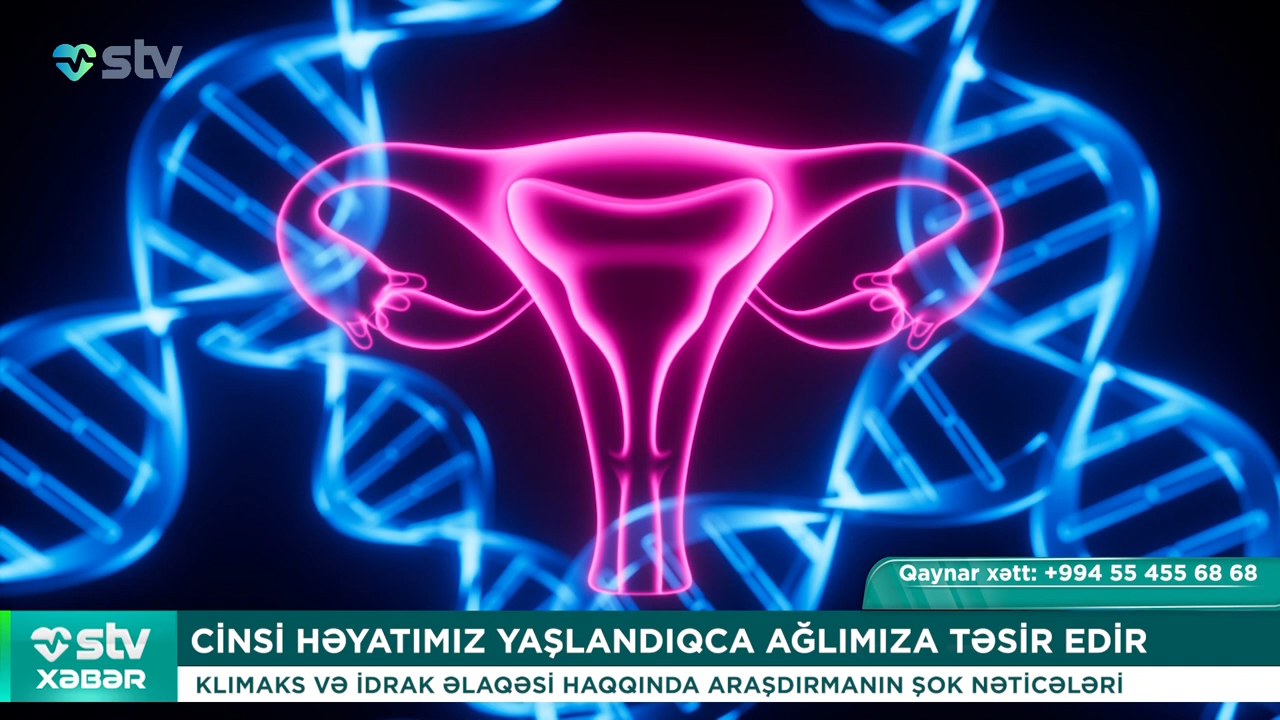 stv
Qaynar xətt: +994 55 455 68 68
stv
XƏBƏR
CİNSİ HƏYATIMIZ YAŞLANDIQCA AĞLIMIZA TƏSİR EDİR
KLIMAKS VƏ İDRAK ƏLAQƏSİ HAQQINDA ARAŞDIRMANIN ŞOK NƏTİCƏLƏRİ